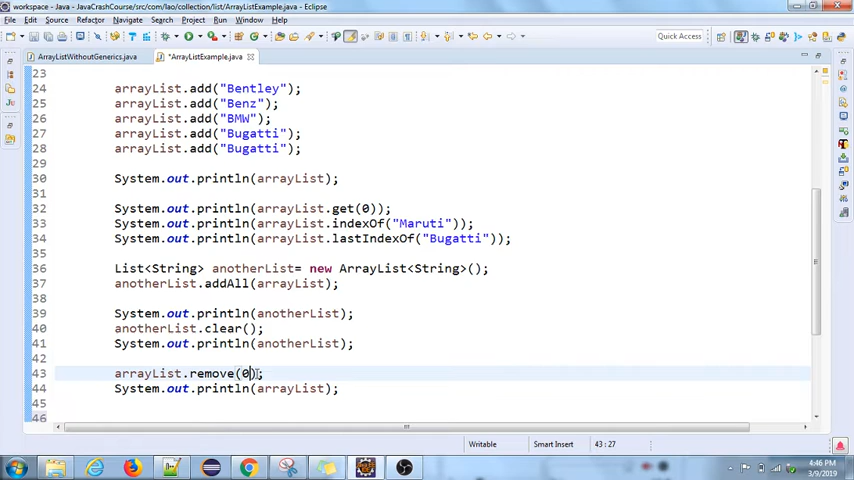 workspace - Java - JavaCrashCourse/src/com/lao/collection/list/ArrayListExample.java - Eclipse
File Edit Source Refactor Navigate Search Project Run Window Help
Quick Access
ArrayListWithoutGenerics.java *ArrayListExample.java
23
24 arrayList.add("Bentley");
25 arrayList.add("Benz");
26 arrayList.add("BMW");
27 arrayList.add("Bugatti");
28 arrayList.add("Bugatti");
29
30 System.out.println(arrayList);
31
32 System.out.println(arrayList.get(0));
33 System.out.println(arrayList.indexOf("Maruti"));
34 System.out.println(arrayList.lastIndexOf("Bugatti"));
35
36 List<String> anotherList= new ArrayList<String>();
37 anotherList.addAll(arrayList);
38
39 System.out.println(anotherList);
40 anotherList.clear();
41 System.out.println(anotherList);
42
43 arrayList.remove(0);
44 System.out.println(arrayList);
45
46
Writable Smart Insert 43 : 27
4:46 PM
3/9/2019